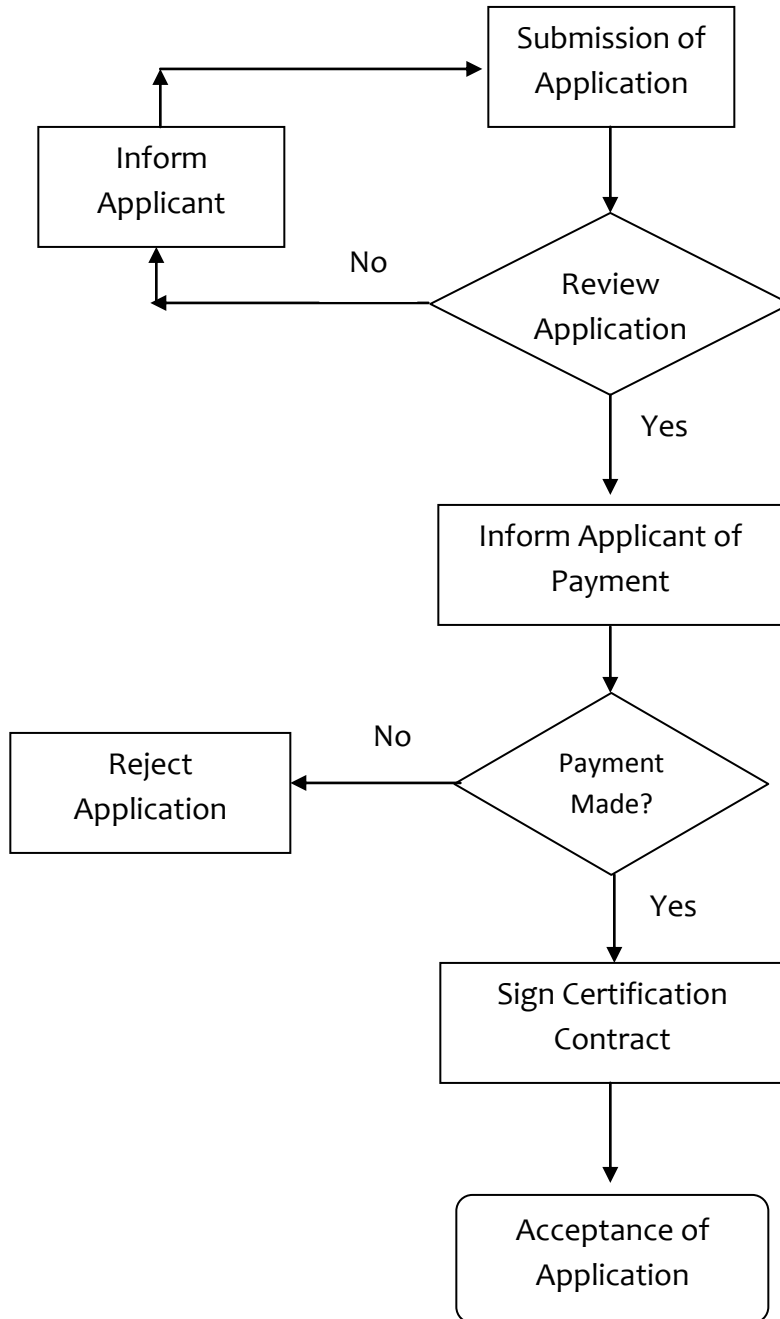 Submission of
Application
Inform
Applicant
No
Review
Application
Yes
Inform Applicant of
Payment
No
Reject
Application
Payment
Made?
Yes
Sign Certification
Contract
Acceptance of
Application